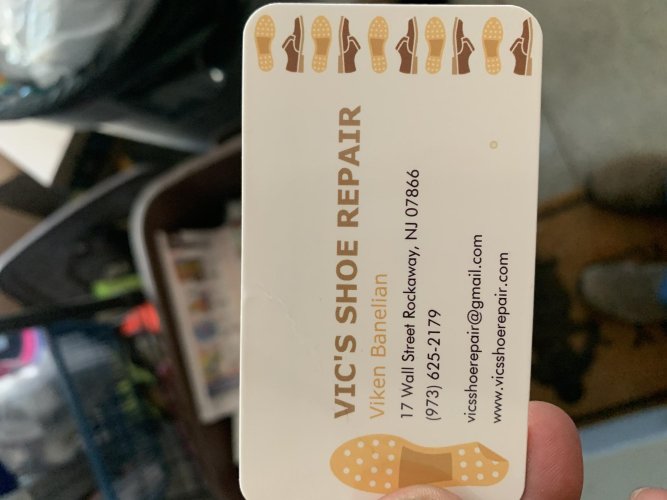 VIC'S SHOE REPAIR
Viken Banelian
17 Wall Street Rockaway, NJ 07866
(973) 625-2179
vicsshoerepair@gmail.com
www.vicsshoerepair.com